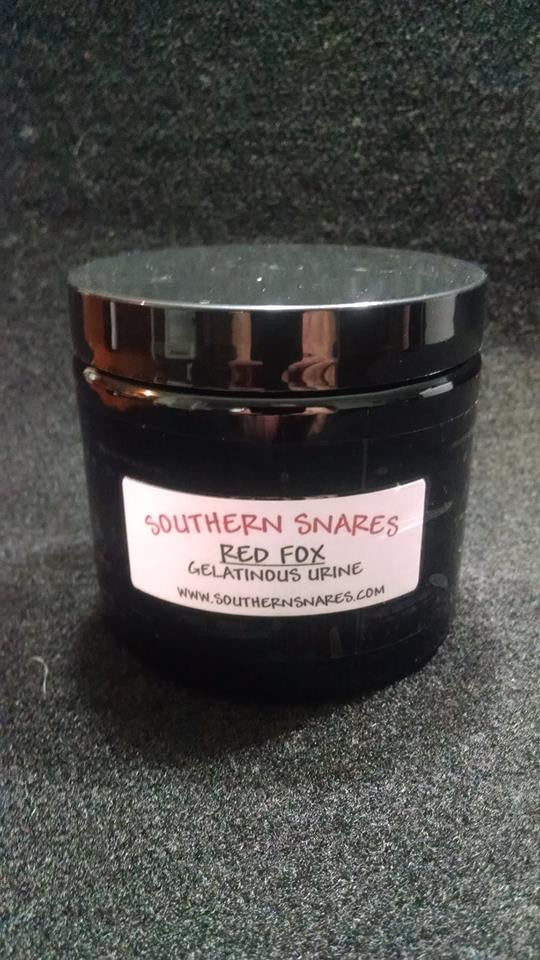 SOUTHERN SNARES
RED FOX
GELATINOUS URINE
WWW.SOUTHERNSNARES.COM